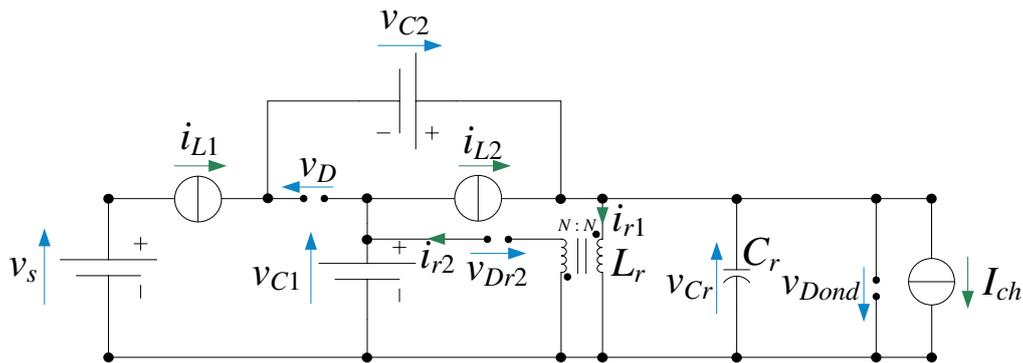 vC2
− +
iL1
iL2
vD
N : N
ir1
vs
+
−
vC1
+
−
ir2
vDr2
Lr
vCr
Cr
vDond
Ich